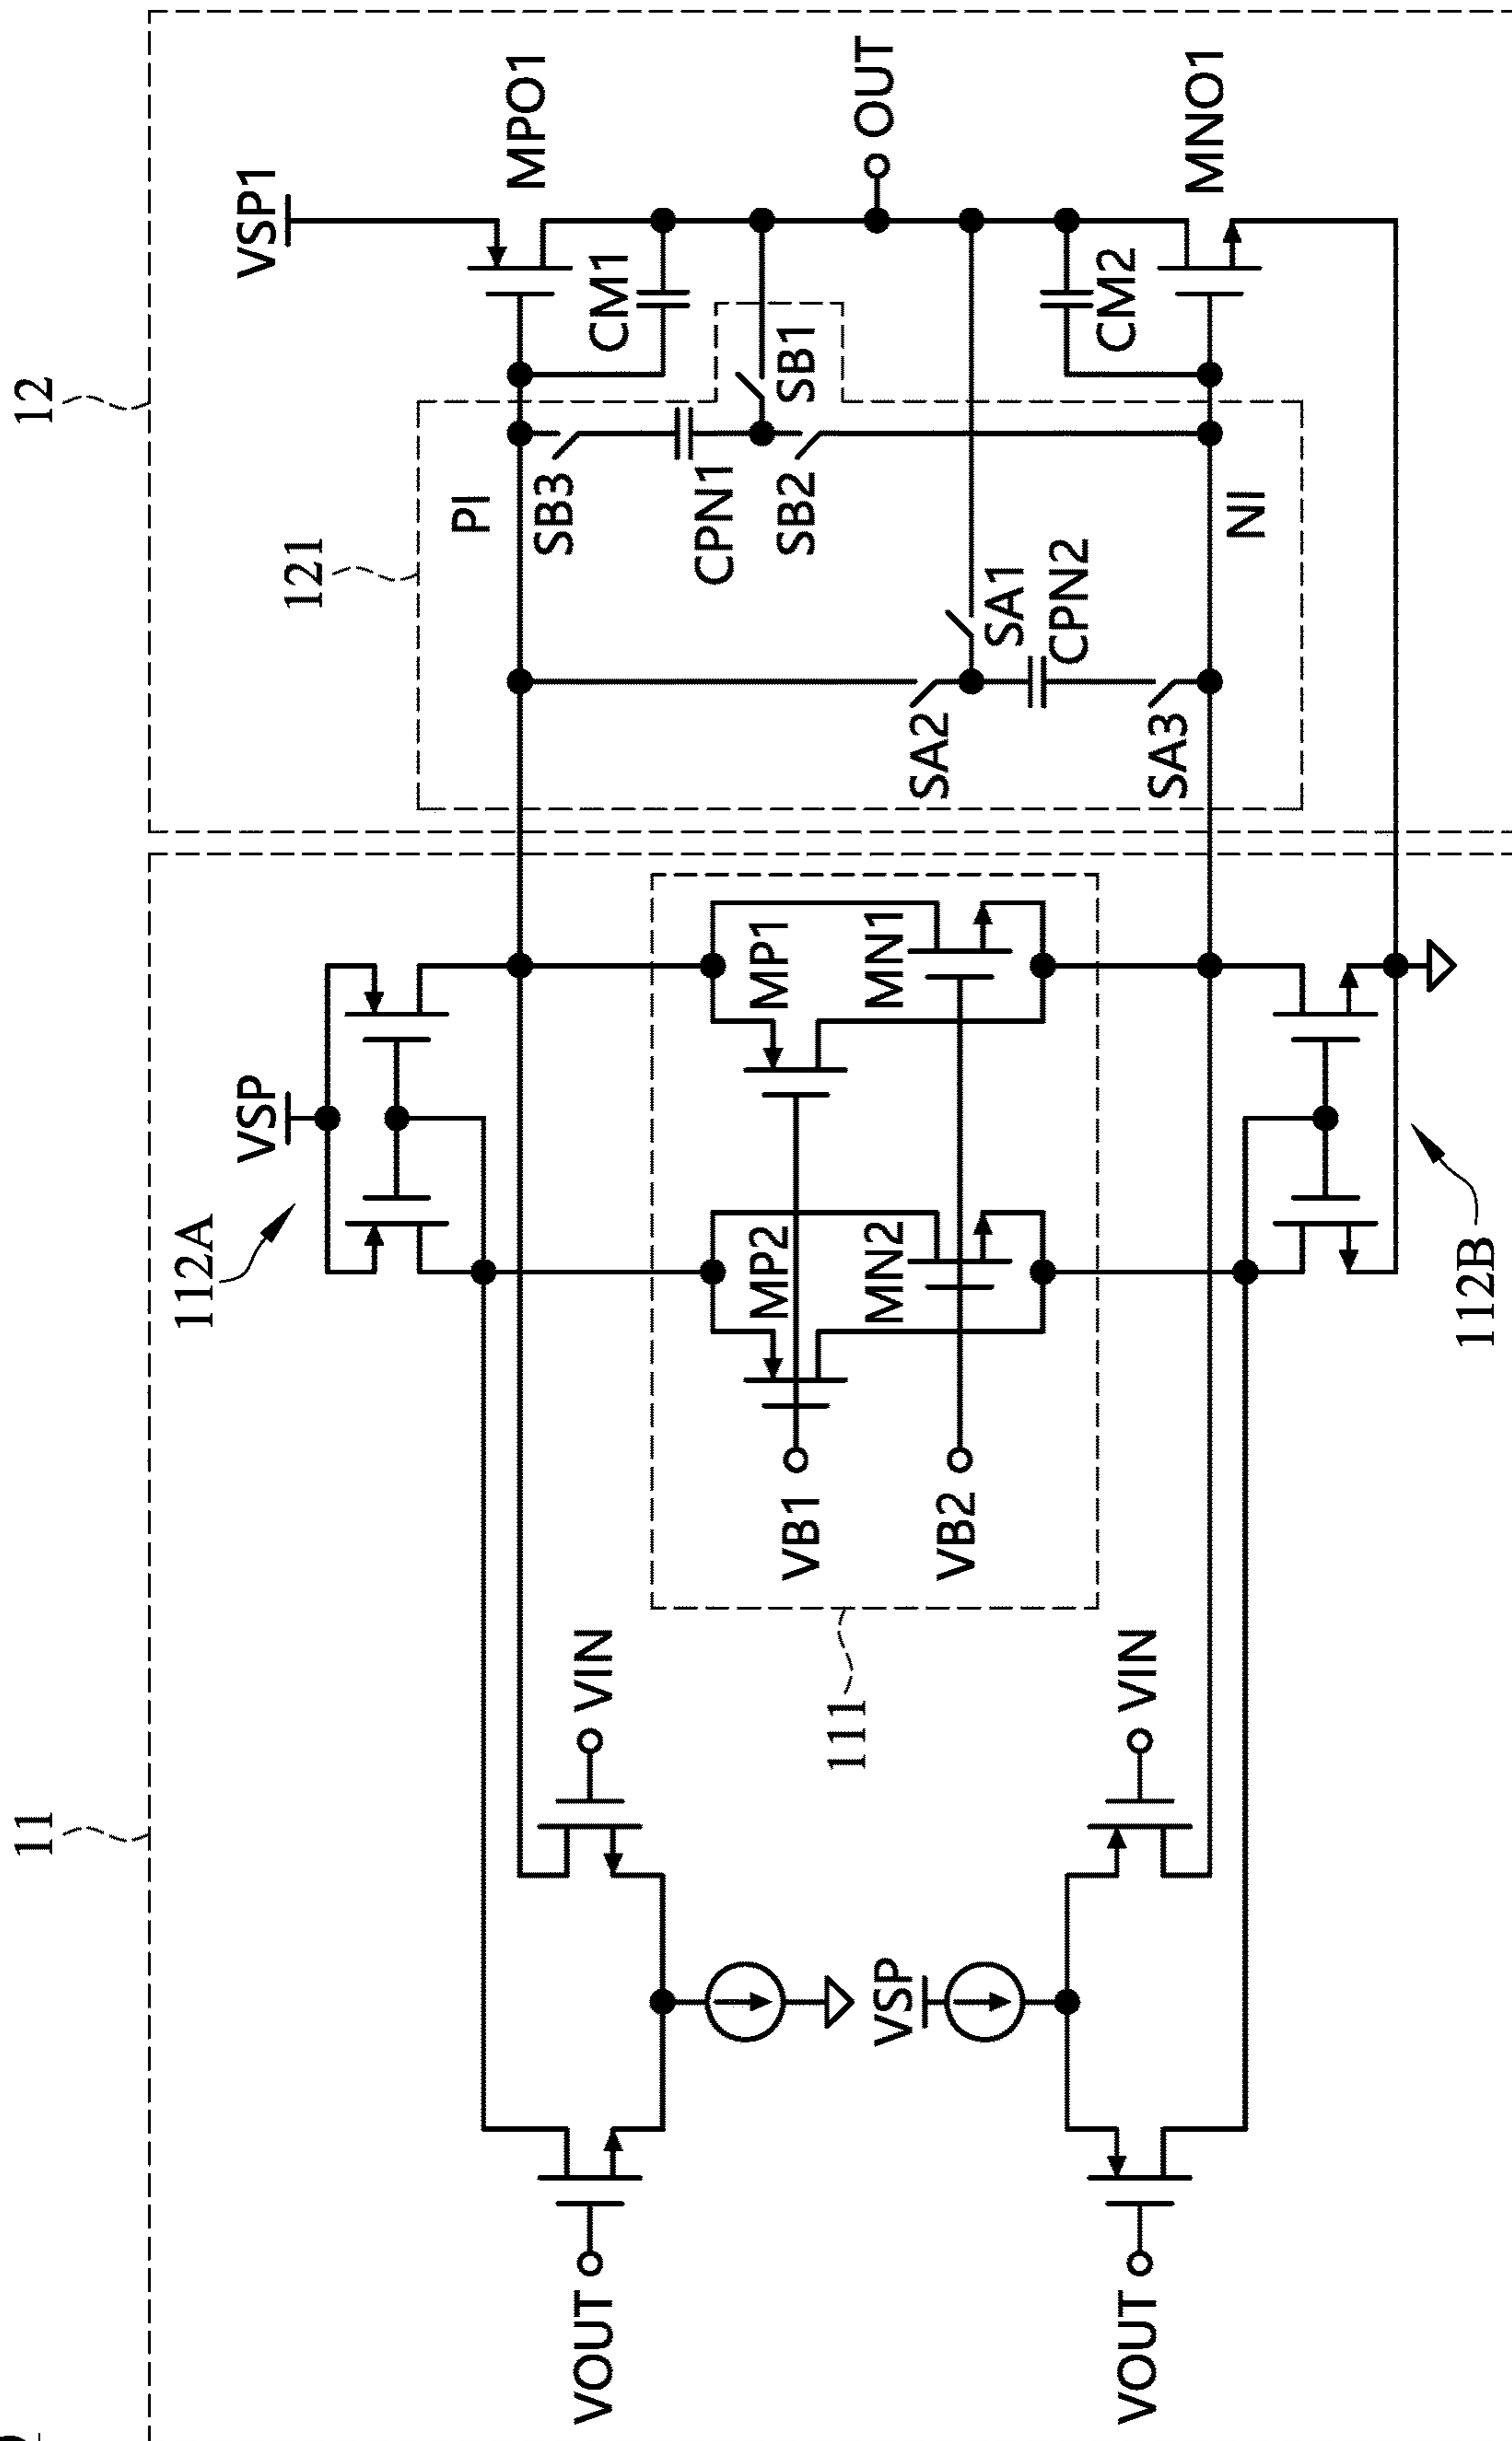 11
12
112A
VSP
VSP1
121
PI
MPO1
VOUT
VIN
SB3
CM1
111
VB1
MP2
MP1
CPN1
SB1
SB2
VSP
VB2
MN2
MN1
SA2
SA1
OUT
CPN2
CM2
VOUT
VIN
SA3
NI
MNO1
112B